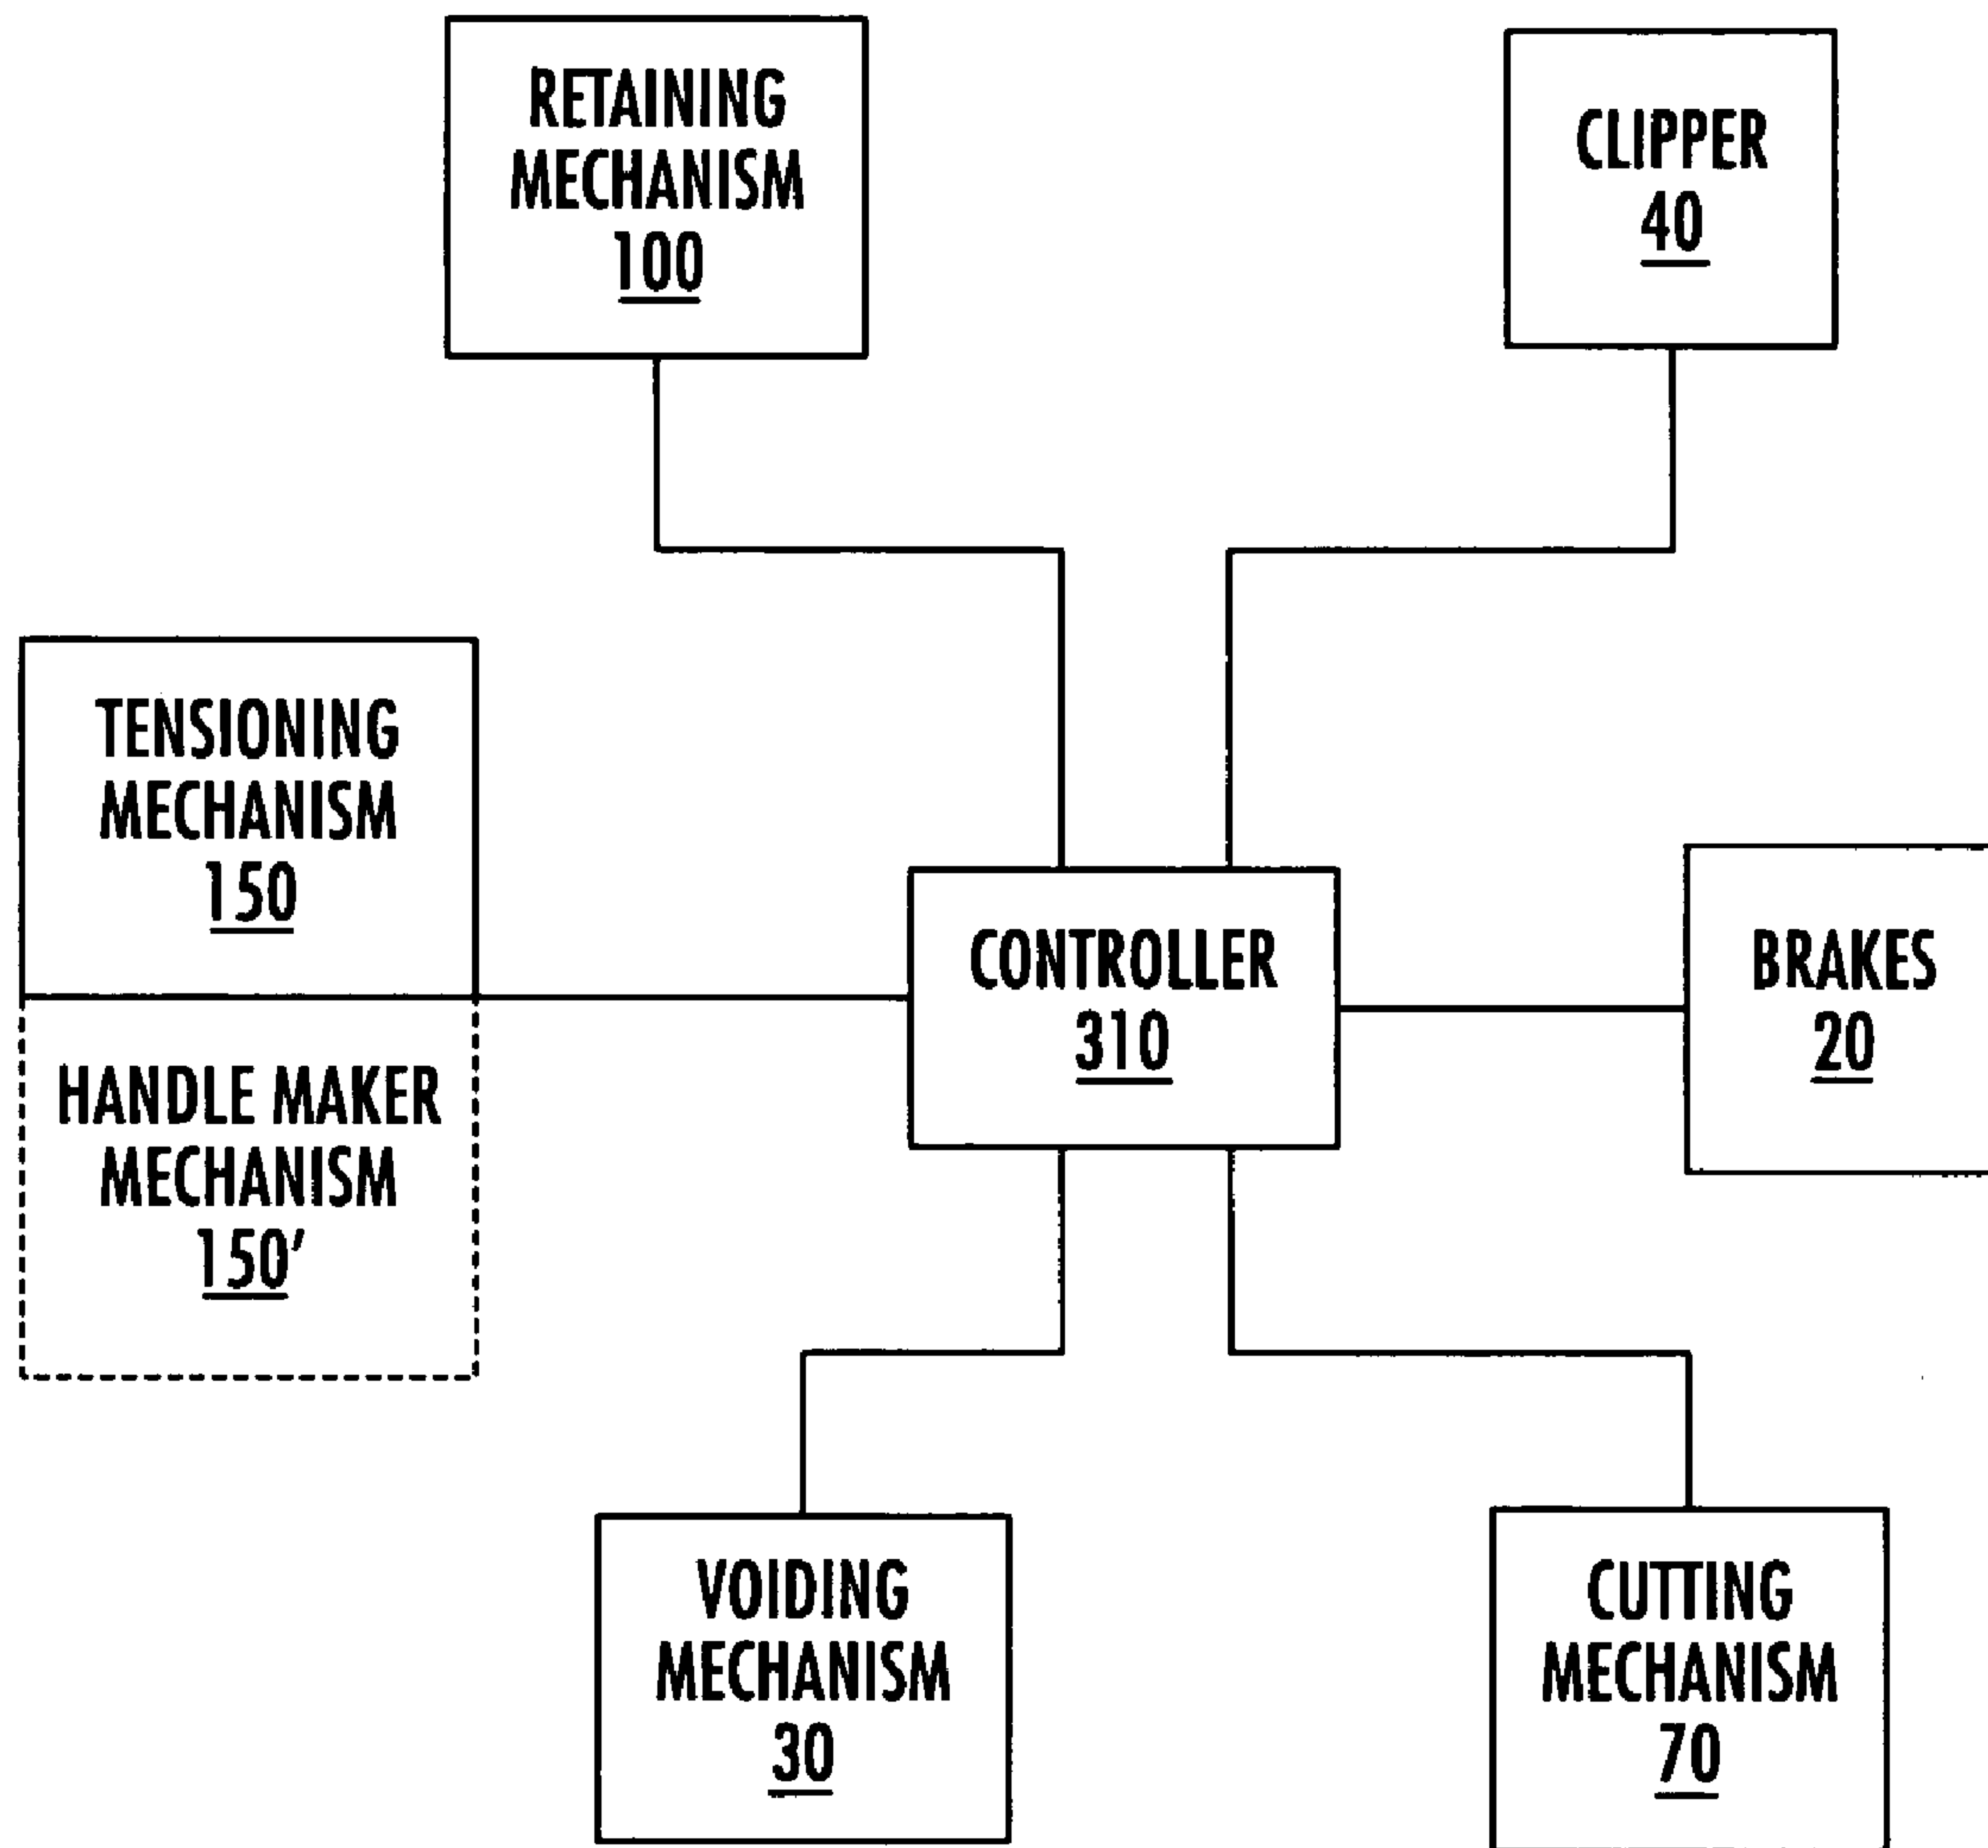 RETAINING
MECHANISM
100
CLIPPER
40
TENSIONING
MECHANISM
150
HANDLE MAKER
MECHANISM
150'
CONTROLLER
310
BRAKES
20
VOIDING
MECHANISM
30
CUTTING
MECHANISM
70